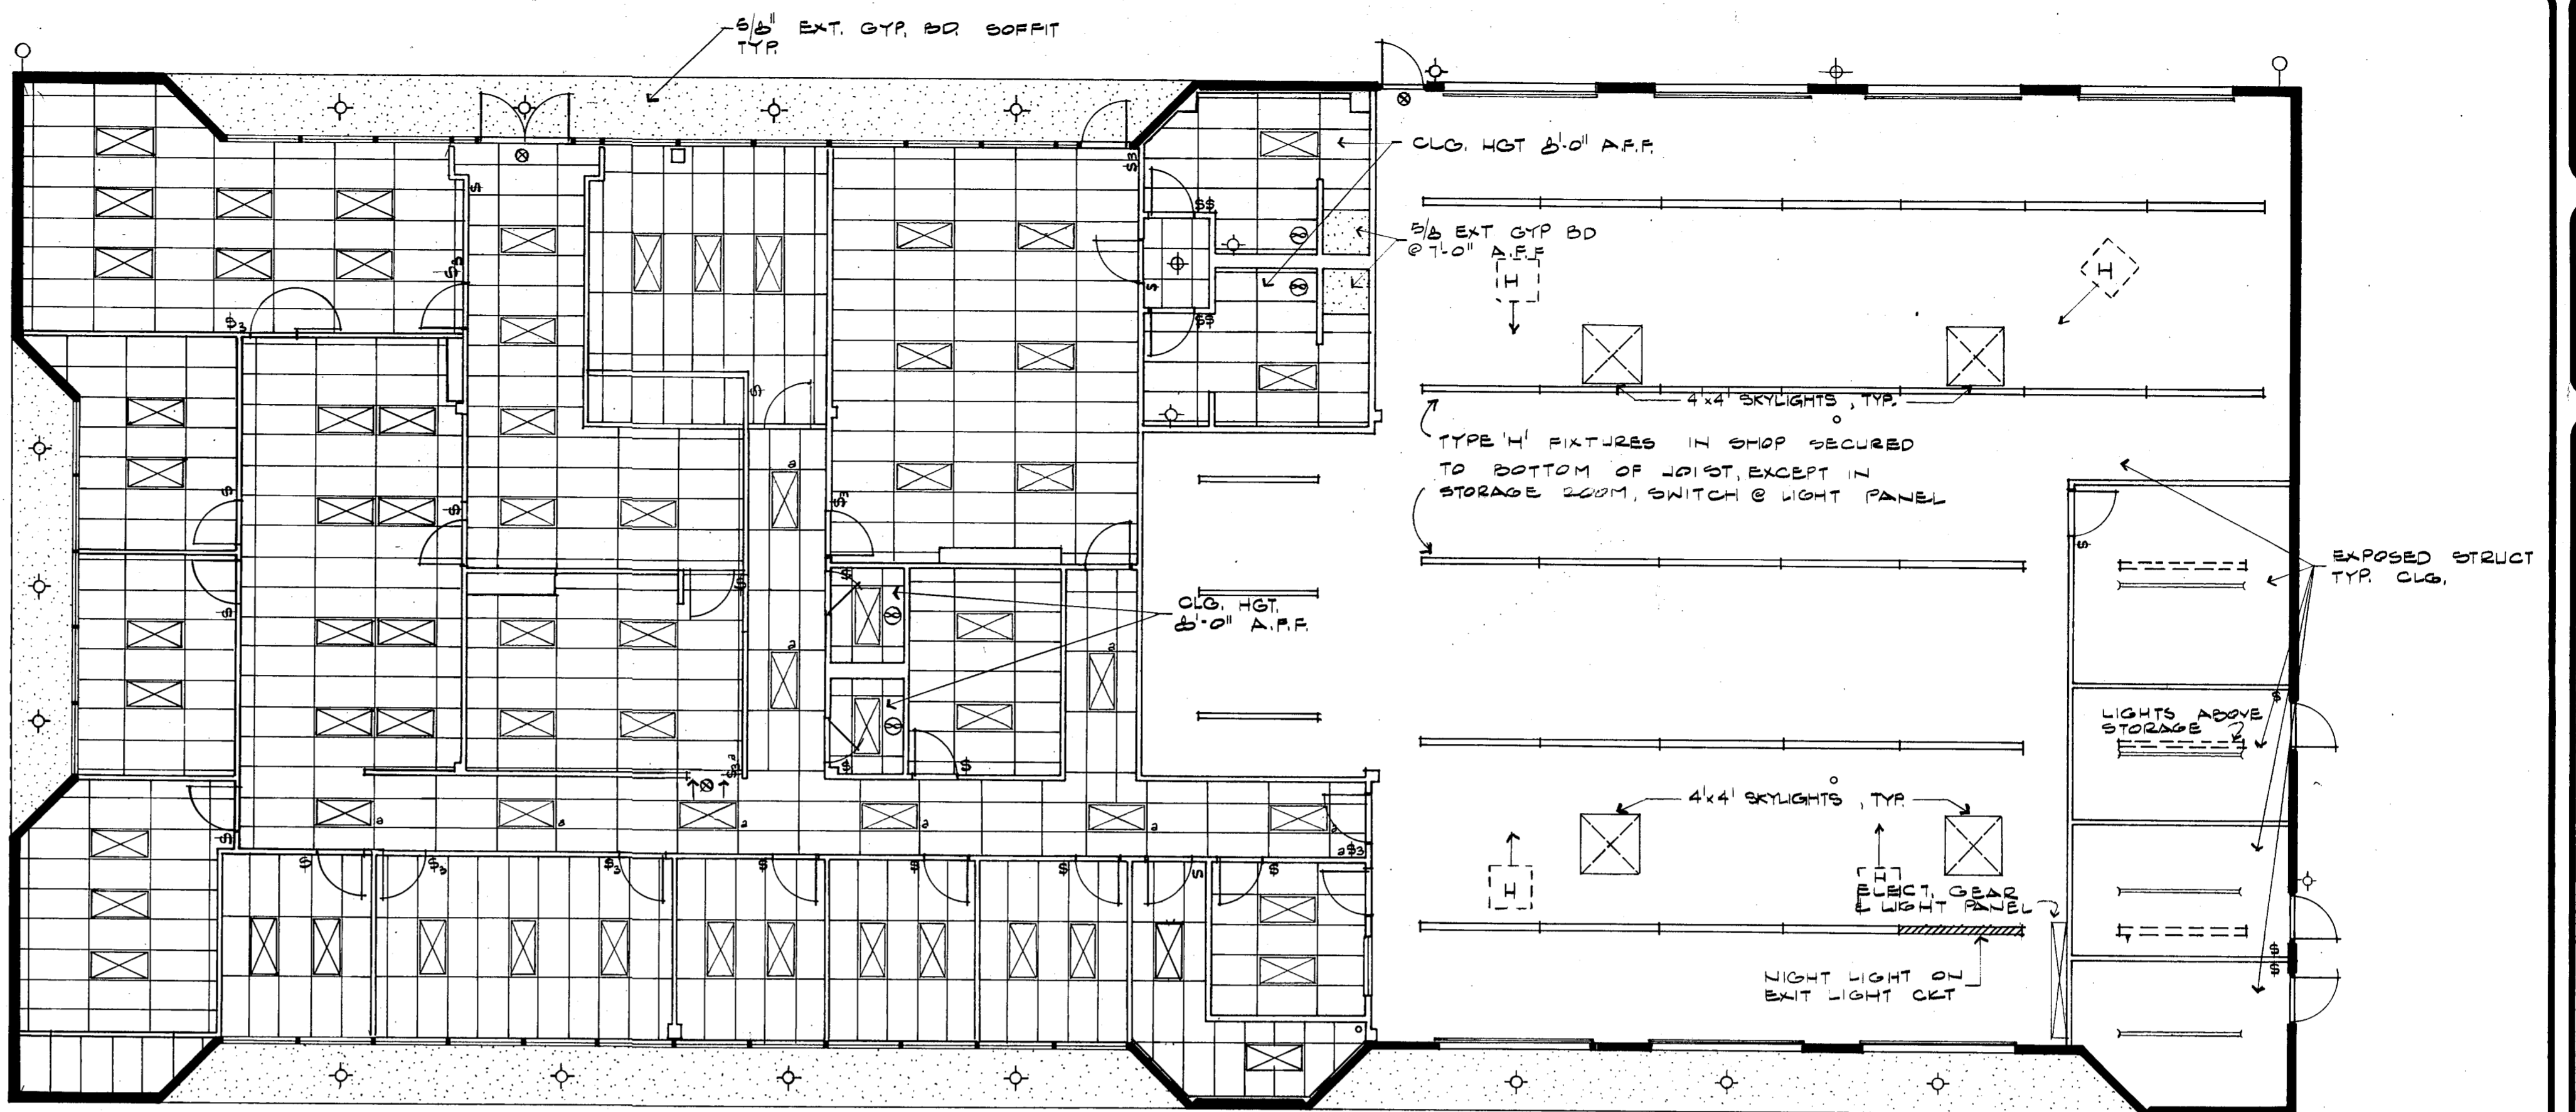 5/8" EXT. GYP. BD. SOFFIT
TYP.
CLG. HGT 8'-0" A.F.F.
5/8 EXT GYP BD
@ 7'-0" A.F.F
H
H
4'x4' SKYLIGHTS, TYP.
TYPE 'H' FIXTURES IN SHOP SECURED
TO BOTTOM OF JOIST, EXCEPT IN
STORAGE ROOM, SWITCH @ LIGHT PANEL
EXPOSED STRUCT
TYP. CLG.
CLG. HGT.
8'-0" A.F.F.
LIGHTS ABOVE
STORAGE
4'x4' SKYLIGHTS, TYP.
H
H
ELECT. GEAR
& LIGHT PANEL
NIGHT LIGHT ON
EXIT LIGHT CKT